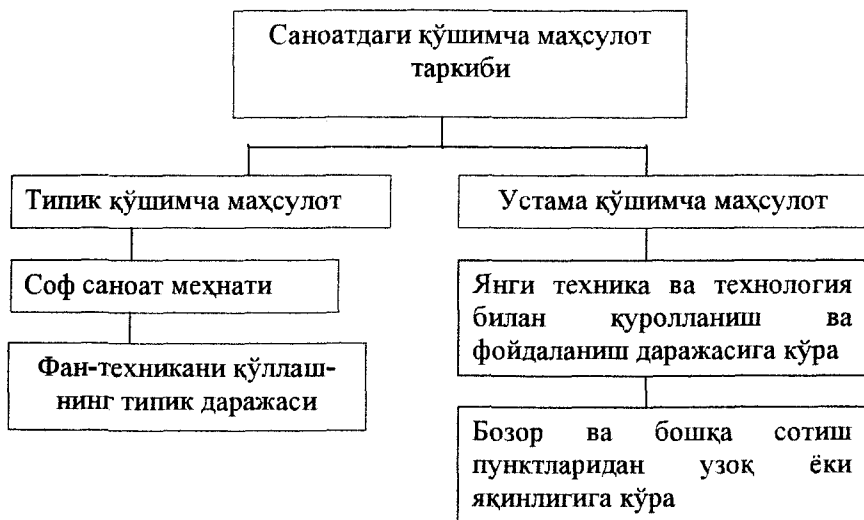 Саноатдаги қўшимча маҳсулот
таркиби
Типик қўшимча маҳсулот
Устама қўшимча маҳсулот
Соф саноат меҳнати
Янги техника ва технология
билан қуролланиш ва
фойдаланиш даражасига кўра
Фан-техникани қўллаш-
нинг типик даражаси
Бозор ва бошқа сотиш
пунктларидан узоқ ёки
яқинлигига кўра